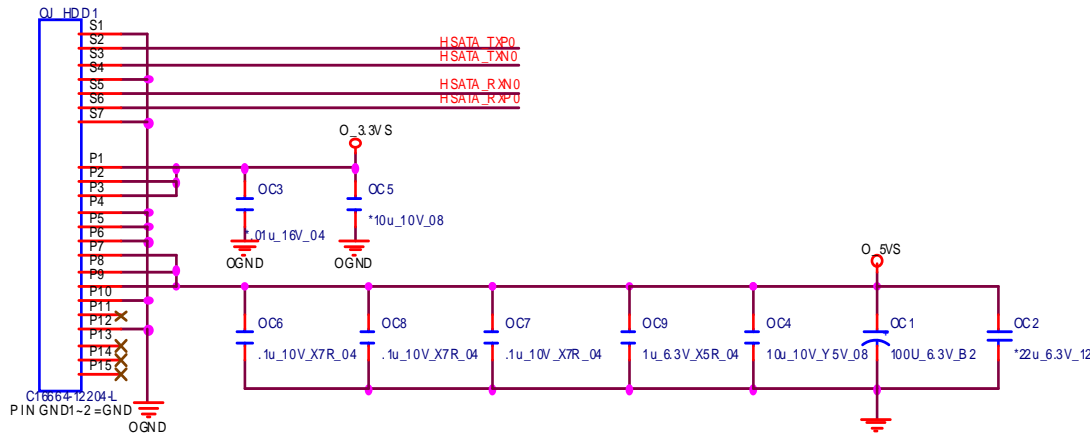 OJ_HDD1
S1
S2
S3
S4
S5
S6
S7
HSATA_TXP0
HSATA_TXN0
HSATA_RXN0
HSATA_RXP0
P1
P2
P3
P4
P5
P6
P7
P8
P9
P10
P11
P12
P13
P14
P15
O_3.3VS
OC3
*.01u_16V_04
OC5
*10u_10V_08
OGND
OGND
O_5VS
OC6
.1u_10V_X7R_04
OC8
.1u_10V_X7R_04
OC7
.1u_10V_X7R_04
OC9
1u_6.3V_X5R_04
OC4
10u_10V_Y5V_08
OC1
+
100U_6.3V_B2
OC2
*22u_6.3V_12
C16664-12204-L
PIN GND1~2=GND
OGND